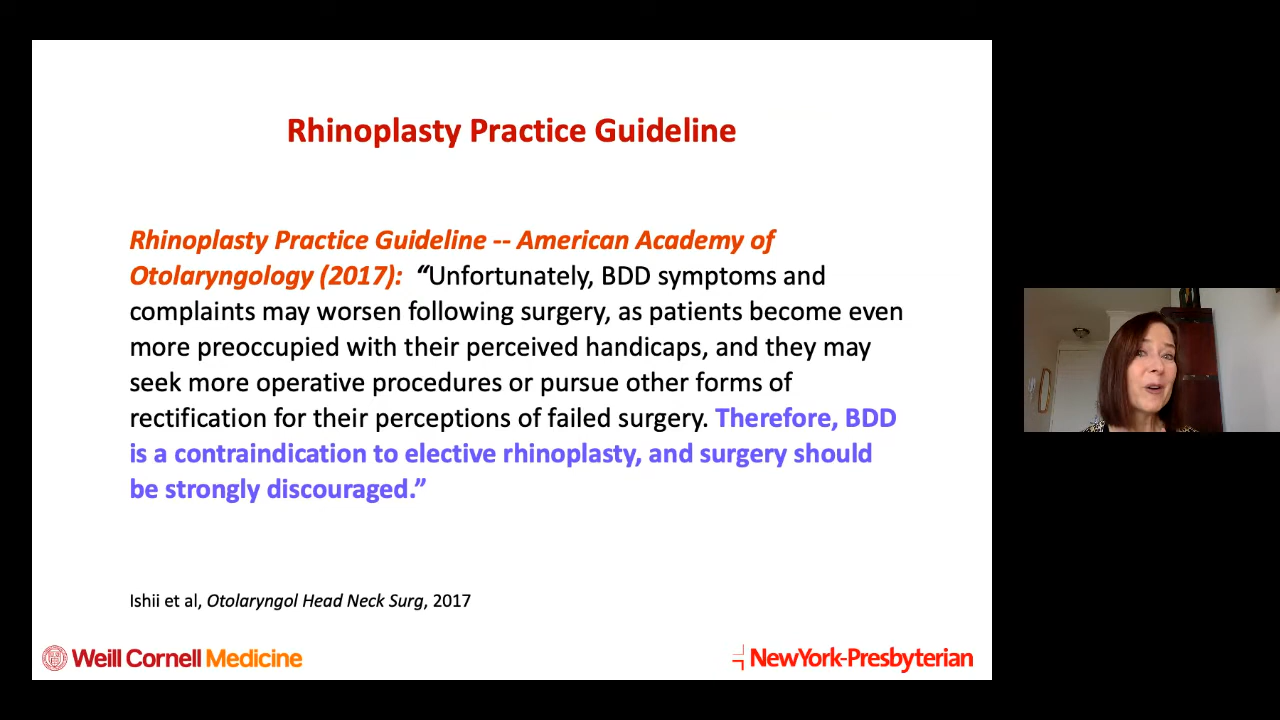 Rhinoplasty Practice Guideline
Rhinoplasty Practice Guideline -- American Academy of
Otolaryngology (2017): “Unfortunately, BDD symptoms and
complaints may worsen following surgery, as patients become even
more preoccupied with their perceived handicaps, and they may
seek more operative procedures or pursue other forms of
rectification for their perceptions of failed surgery. Therefore, BDD
is a contraindication to elective rhinoplasty, and surgery should
be strongly discouraged.”
Ishii et al, Otolaryngol Head Neck Surg, 2017
Weill Cornell Medicine
NewYork-Presbyterian